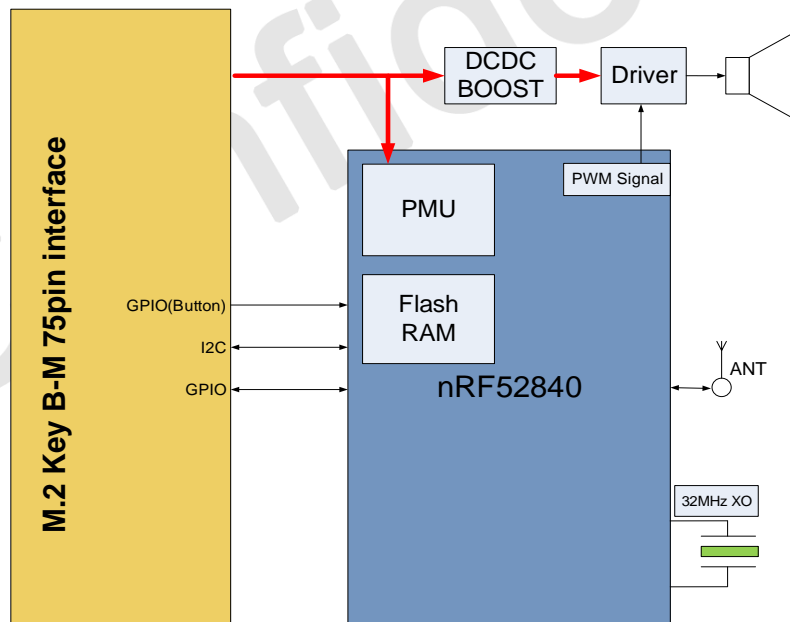 DCDC
BOOST
Driver
PWM Signal
PMU
M.2 Key B-M 75pin interface
GPIO(Button)
Flash
RAM
I2C
GPIO
nRF52840
ANT
32MHz XO